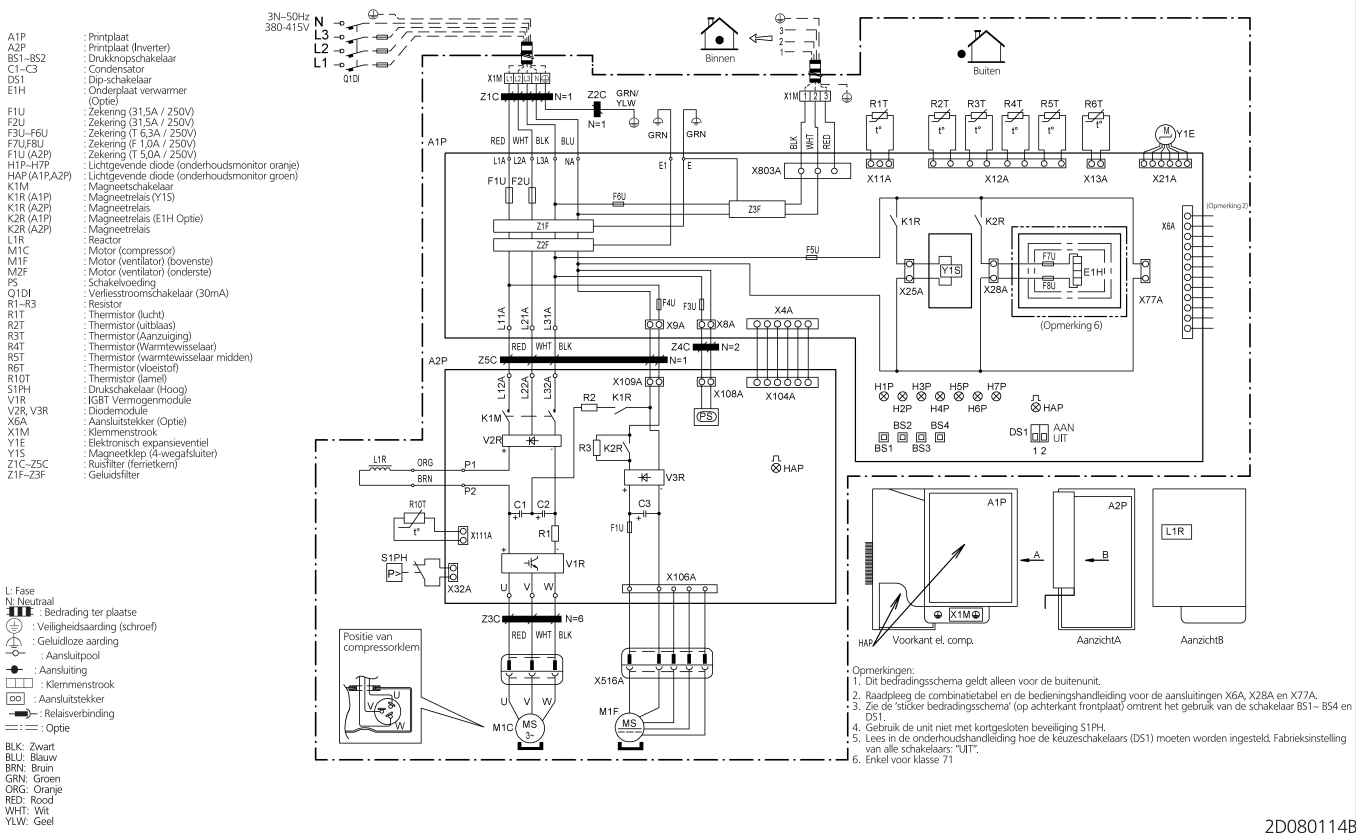 A1P : Printplaat
A2P : Printplaat (Inverter)
BS1~BS2 : Drukknopschakelaar
C1~C3 : Condensator
DS1 : Dip-schakelaar
E1H : Onderplaat verwarmer
(Optie)
F1U : Zekering (31,5A / 250V)
F2U : Zekering (31,5A / 250V)
F3U~F6U : Zekering (T 6,3A / 250V)
F7U,F8U : Zekering (F 1,0A / 250V)
F1U (A2P) : Zekering (T 5,0A / 250V)
H1P~H7P : Lichtgevende diode (onderhoudsmonitor oranje)
HAP (A1P,A2P) : Lichtgevende diode (onderhoudsmonitor groen)
K1M : Magneetschakelaar
K1R (A1P) : Magneetrelais (Y1S)
K1R (A2P) : Magneetrelais
K2R (A1P) : Magneetrelais (E1H Optie)
K2R (A2P) : Magneetrelais
L1R : Reactor
M1C : Motor (compressor)
M1F : Motor (ventilator) (bovenste)
M2F : Motor (ventilator) (onderste)
PS : Schakelvoeding
Q1DI : Verliesstroomschakelaar (30mA)
R1~R3 : Resistor
R1T : Thermistor (lucht)
R2T : Thermistor (uitblaas)
R3T : Thermistor (Aanzuiging)
R4T : Thermistor (Warmtewisselaar)
R5T : Thermistor (warmtewisselaar midden)
R6T : Thermistor (vloeistof)
R10T : Thermistor (lamel)
S1PH : Drukschakelaar (Hoog)
V1R : IGBT Vermogenmodule
V2R, V3R : Diodemodule
X6A : Aansluitstekker (Optie)
X1M : Klemmenstrook
Y1E : Elektronisch expansieventiel
Y1S : Magneetklep (4-wegafsluiter)
Z1C~Z5C : Ruisfilter (ferrietkern)
Z1F~Z3F : Geluidsfilter
L: Fase
N: Neutraal
: Bedrading ter plaatse
: Veiligheidsaarding (schroef)
: Geluidloze aarding
: Aansluitpool
: Aansluiting
: Klemmenstrook
: Aansluitstekker
: Relaisverbinding
: Optie
BLK: Zwart
BLU: Blauw
BRN: Bruin
GRN: Groen
ORG: Oranje
RED: Rood
WHT: Wit
YLW: Geel
3N~50Hz
380-415V
N
L3
L2
L1
Q1DI
Binnen
3
2
1
Buiten
X1M L1 L2 L3 N
Z1C N=1
Z2C
N=1
GRN/
YLW
GRN GRN
X1M 1 2 3
BLK WHT RED
R1T R2T R3T R4T R5T R6T
t° t° t° t° t° t°
M Y1E
X11A X12A X13A X21A
A1P
RED WHT BLK BLU
L1A L2A L3A NA E1 E
X803A
F1U F2U
F6U
Z3F
Z1F
Z2F
F5U
K1R K2R
X6A
(Opmerking 2)
Y1S
F7U
F8U
E1H
X25A X28A X77A
(Opmerking 6)
L11A L21A L31A
F4U F3U
X9A X8A
X4A
RED WHT BLK
Z4C N=2
A2P Z5C N=1
L12A L22A L32A
X109A X108A X104A
PS
K1M
R2 K1R
V2R
R3 K2R
L1R
ORG P1
BRN P2
V3R
HAP
C1 C2 C3
R10T
t°
X111A
R1
F1U
S1PH
P>
X32A
V1R
U V W
X106A
Z3C N=6
RED WHT BLK
Positie van
compressorklem
U
V
W
X516A
U V W
M1C MS
3~
M1F MS
H1P H3P H5P H7P
H2P H4P H6P
HAP
BS2 BS4
BS1 BS3
DS1 AAN
UIT
1 2
A1P
X1M
HAP
Voorkant el. comp.
A
A2P
B
AanzichtA
L1R
AanzichtB
Opmerkingen:
1. Dit bedradingsschema geldt alleen voor de buitenunit.
2. Raadpleeg de combinatietabel en de bedieningshandleiding voor de aansluitingen X6A, X28A en X77A.
3. Zie de 'sticker bedradingsschema' (op achterkant frontplaat) omtrent het gebruik van de schakelaar BS1~ BS4 en
DS1.
4. Gebruik de unit niet met kortgesloten beveiliging S1PH.
5. Lees in de onderhoudshandleiding hoe de keuzeschakelaars (DS1) moeten worden ingesteld. Fabrieksinstelling
van alle schakelaars: "UIT".
6. Enkel voor klasse 71
2D080114B